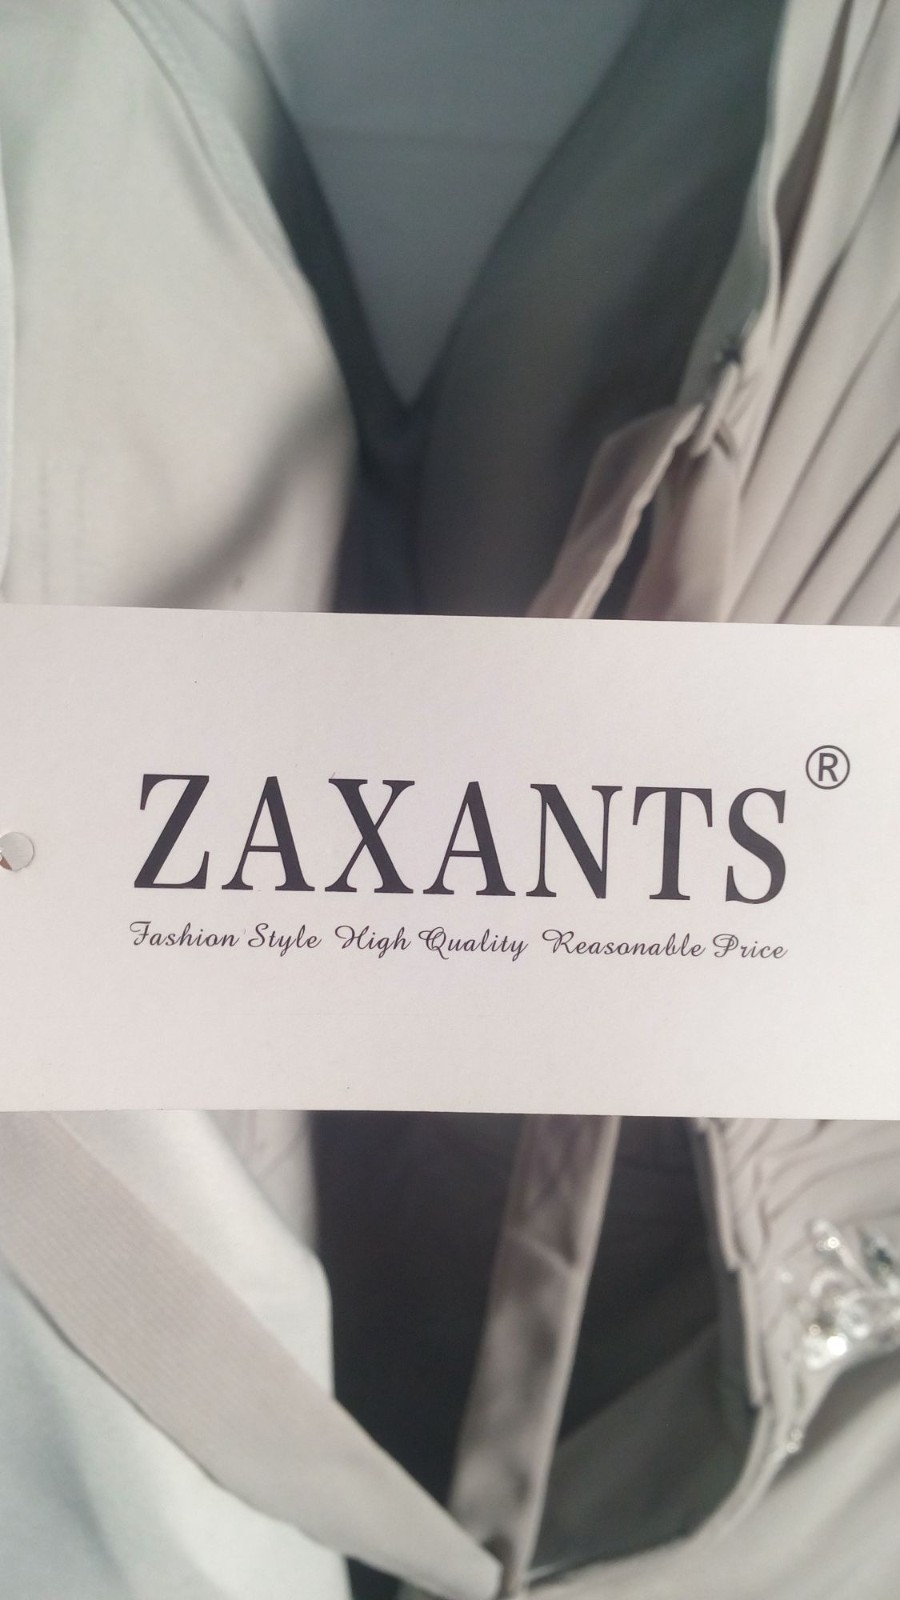 ZAXANTS®
Fashion Style High Quality Reasonable Price